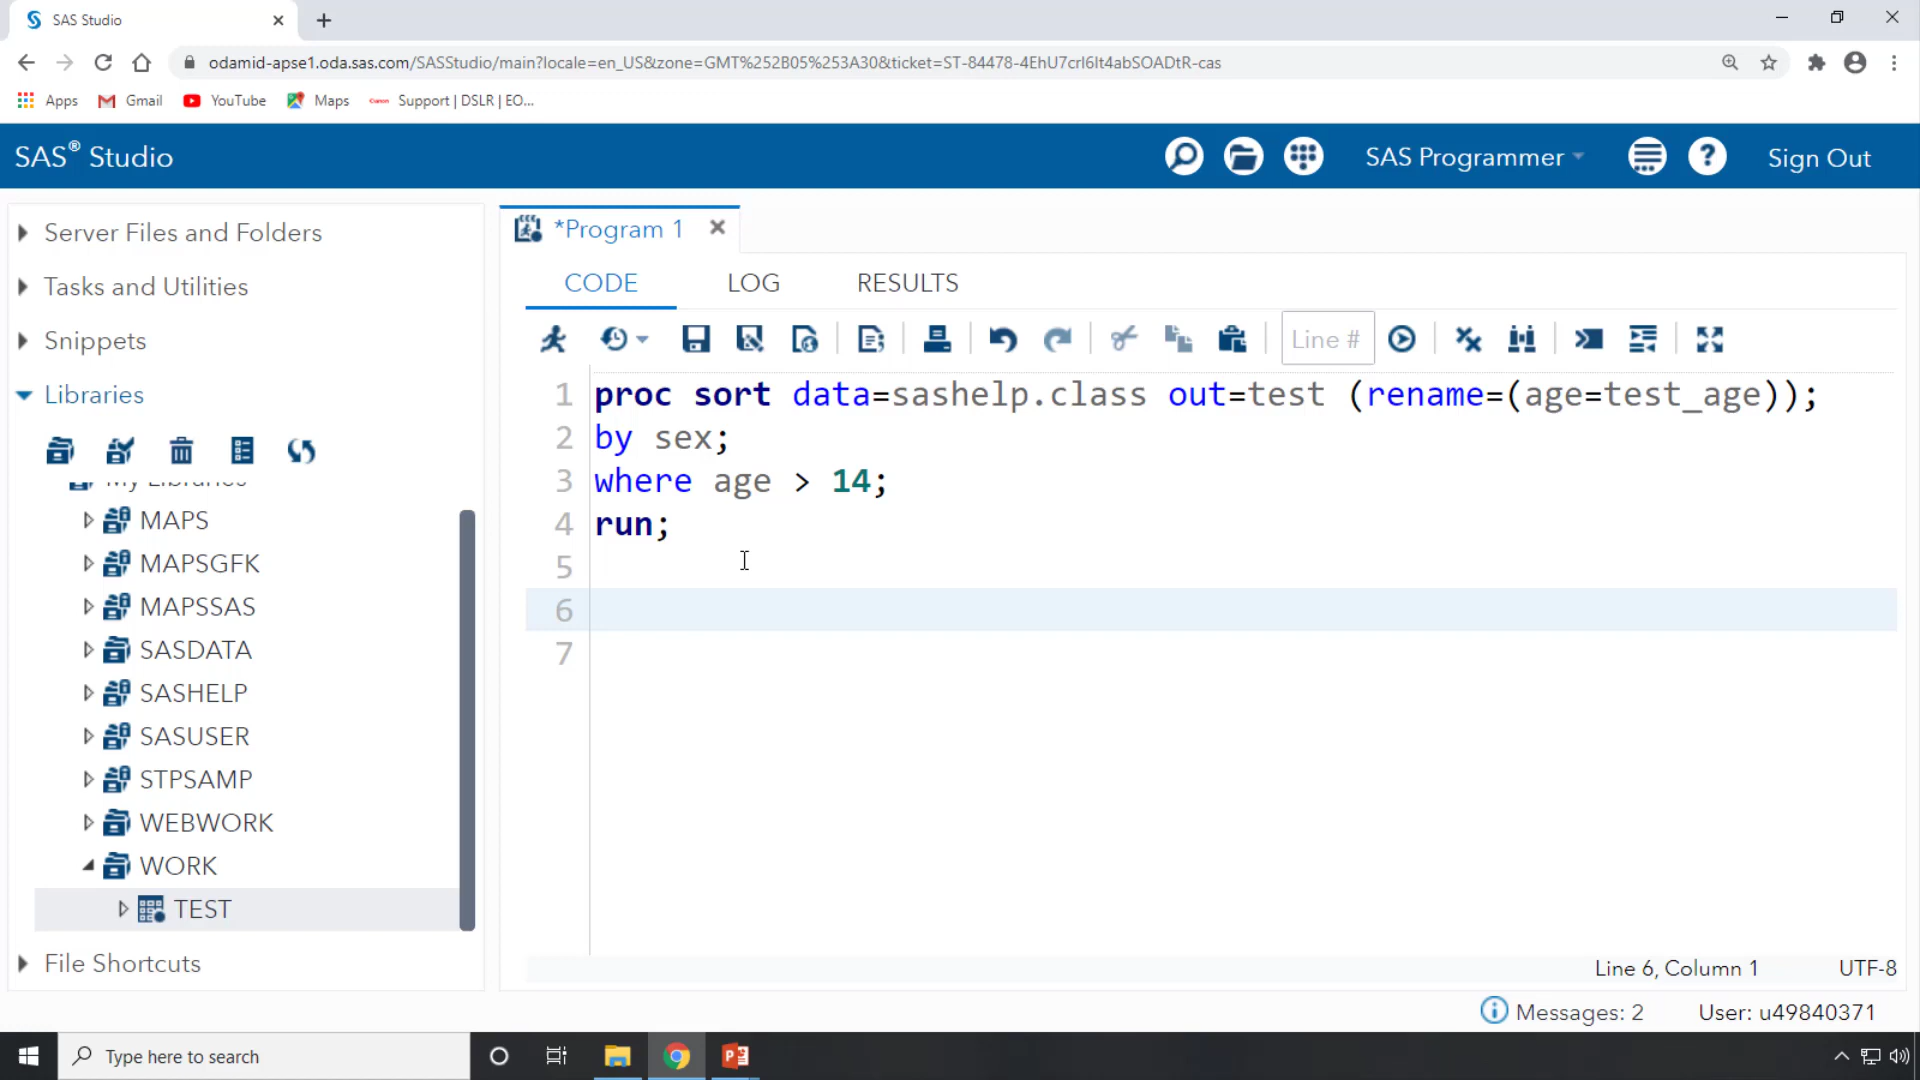 SAS Studio
odamid-apse1.oda.sas.com/SASStudio/main?locale=en_US&zone=GMT%252B05%253A30&ticket=ST-84478-4EhU7crl6It4abSOADtR-cas
Apps Gmail YouTube Maps Support | DSLR | EO...
SAS® Studio
SAS Programmer
Sign Out
Server Files and Folders
Tasks and Utilities
Snippets
Libraries
My Libraries
MAPS
MAPSGFK
MAPSSAS
SASDATA
SASHELP
SASUSER
STPSAMP
WEBWORK
WORK
TEST
File Shortcuts
*Program 1
CODE LOG RESULTS
Line #
1 proc sort data=sashelp.class out=test (rename=(age=test_age));
2 by sex;
3 where age > 14;
4 run;
5
6
7
Line 6, Column 1 UTF-8
Messages: 2 User: u49840371
Type here to search